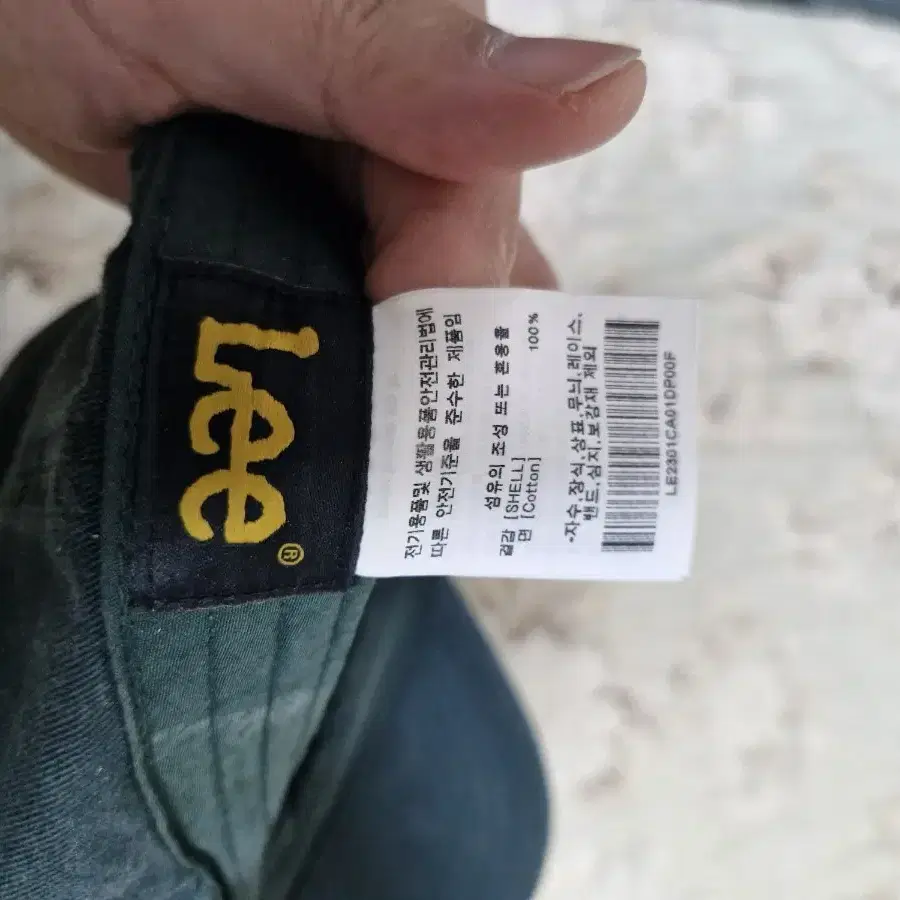 Lee®
전기용품및 생활용품안전관리법에
따른 안전기준을 준수한 제품임
섬유의 조성 또는 혼용율
겉감 [SHELL]
면 [Cotton] 100%
*자수,장식,상표,무늬,레이스,
밴드,심지,보강재 제외
LE2301CA01DP00F